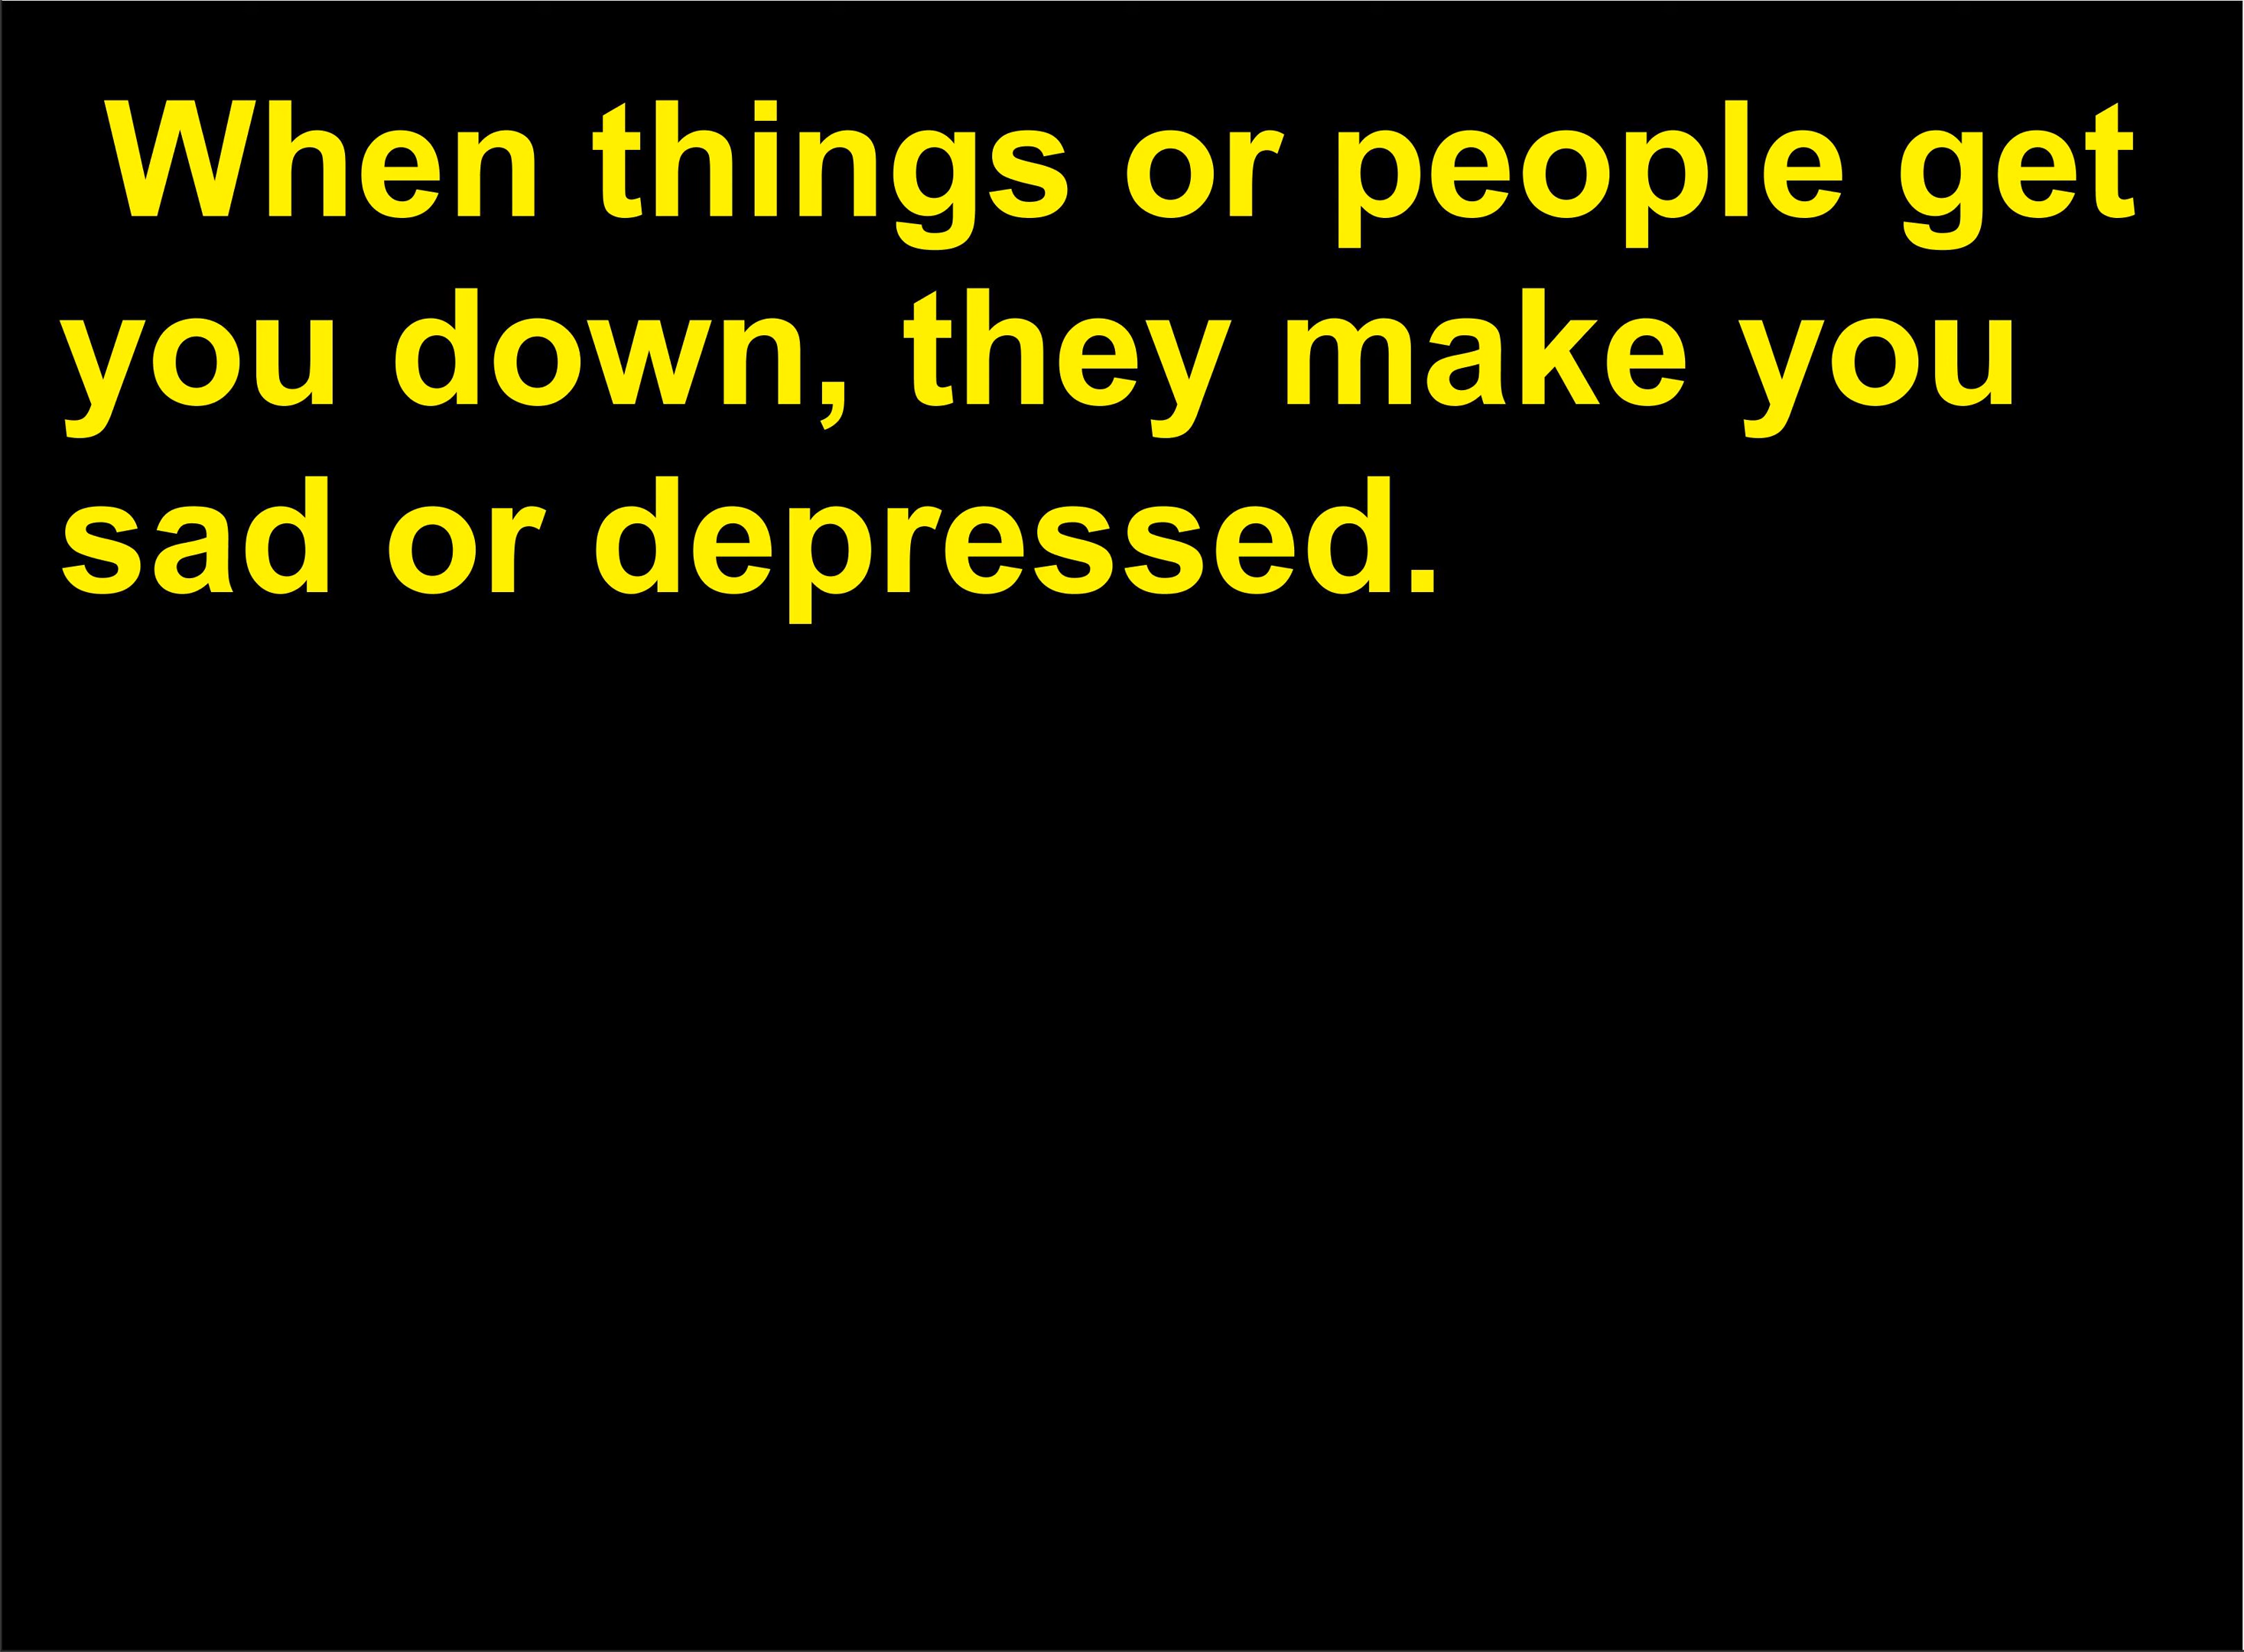 When things or people get
you down, they make you
sad or depressed.